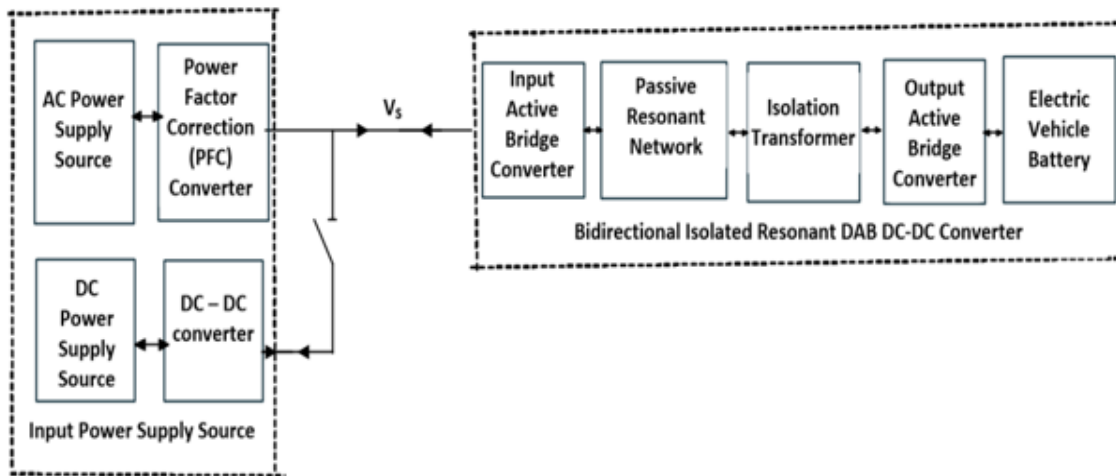 AC Power
Supply
Source
Power
Factor
Correction
(PFC)
Converter
Vs
Input
Active
Bridge
Converter
Passive
Resonant
Network
Isolation
Transformer
Output
Active
Bridge
Converter
Electric
Vehicle
Battery
Bidirectional Isolated Resonant DAB DC-DC Converter
DC
Power
Supply
Source
DC – DC
converter
Input Power Supply Source